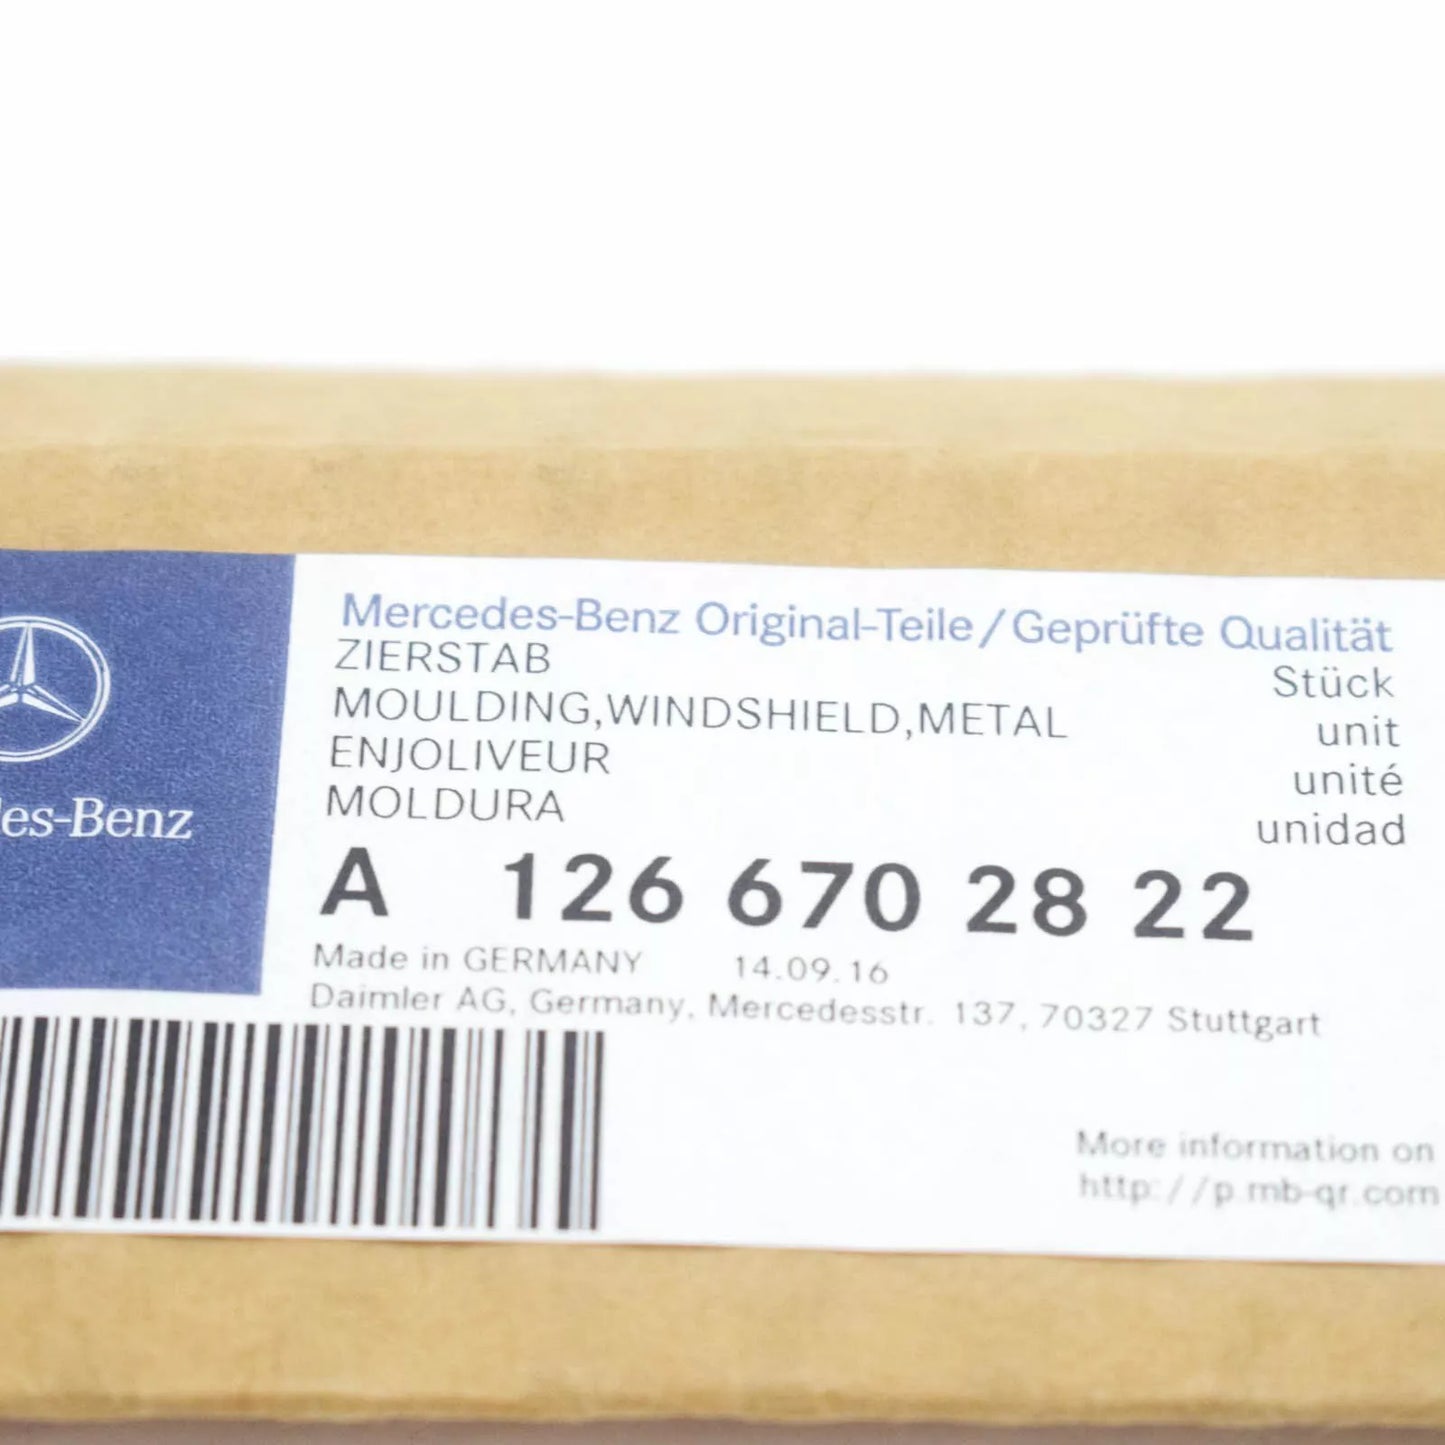 Mercedes-Benz Original-Teile/Geprüfte Qualität
ZIERSTAB
MOULDING,WINDSHIELD,METAL
ENJOLIVEUR
MOLDURA
Stück
unit
unité
unidad
des-Benz
A 126 670 28 22
Made in GERMANY 14.09.16
Daimler AG, Germany, Mercedesstr. 137, 70327 Stuttgart
More information on
http://p.mb-qr.com